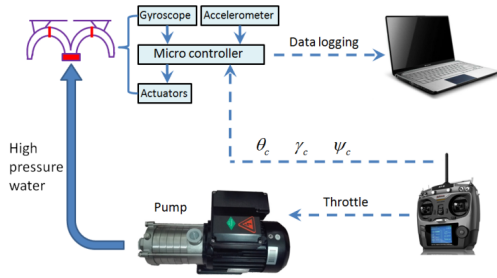 Gyroscope
Accelerometer
Micro controller
Data logging
Actuators
High
pressure
water
θc γc ψc
Pump
Throttle